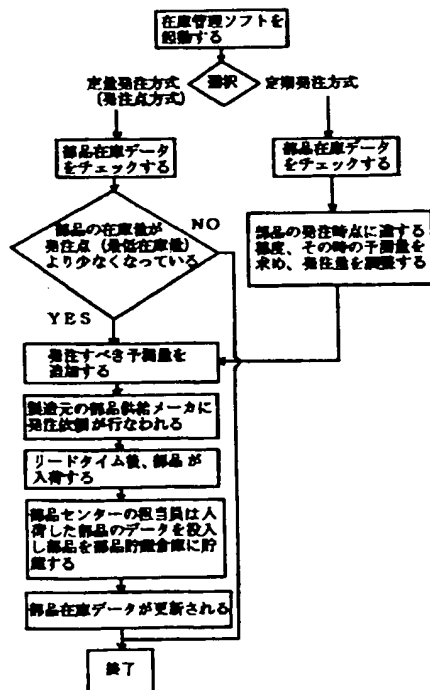 在庫管理ソフトを
起動する
選択
定量発注方式
(発注点方式)
定期発注方式
部品在庫データ
をチェックする
部品在庫データ
をチェックする
部品の在庫量が
発注点(最低在庫量)
より少なくなっている
NO
YES
部品の発注時点に達する
都度、その時の予測量を
求め、発注量を調整する
発注すべき予測量を
追加する
製造元の部品供給メーカに
発注依頼が行なわれる
リードタイム後、部品が
入荷する
部品センターの担当員は入
荷した部品のデータを投入
し部品を部品貯蔵倉庫に貯
蔵する
部品在庫データが更新される
終了